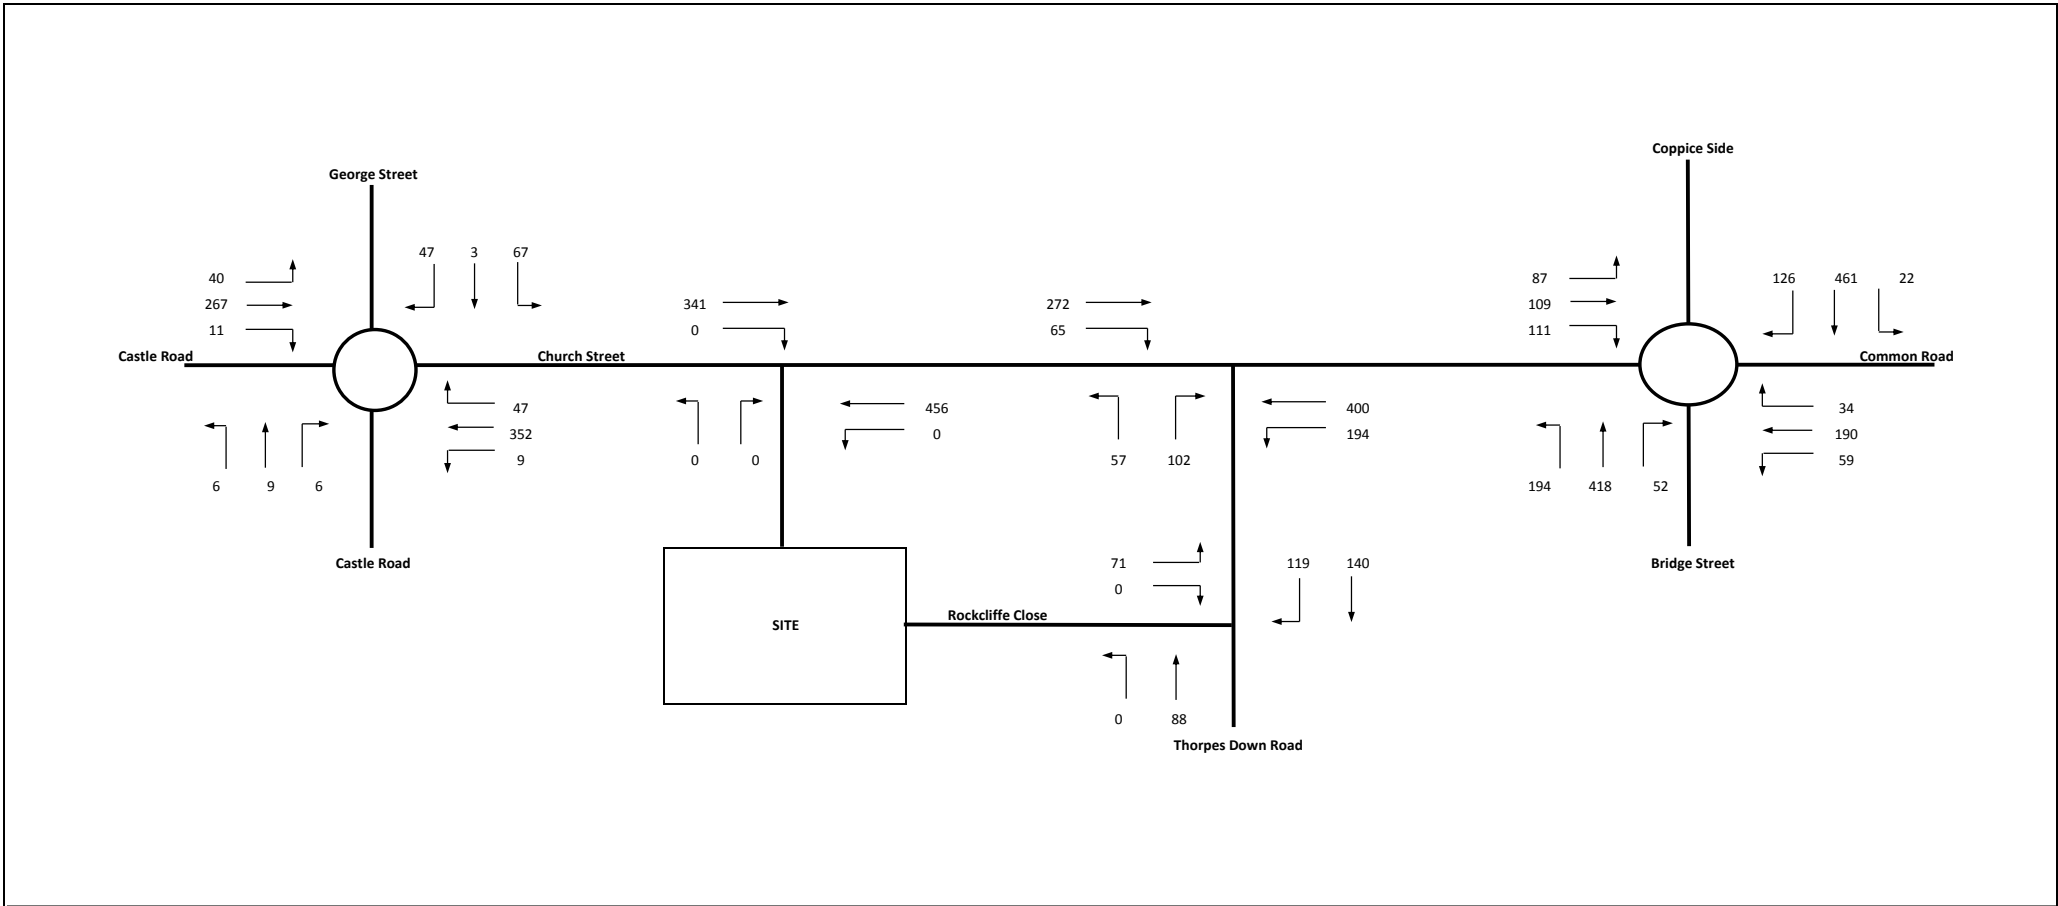 Coppice Side
George Street
47 3 67
40
267
11
341
0
272
65
87
109
111
126 461 22
Castle Road
Church Street
Common Road
47
352
9
6 9 6
456
0
0 0
400
194
57 102
34
190
59
194 418 52
Castle Road
Bridge Street
71
0
119 140
SITE
Rockcliffe Close
0 88
Thorpes Down Road